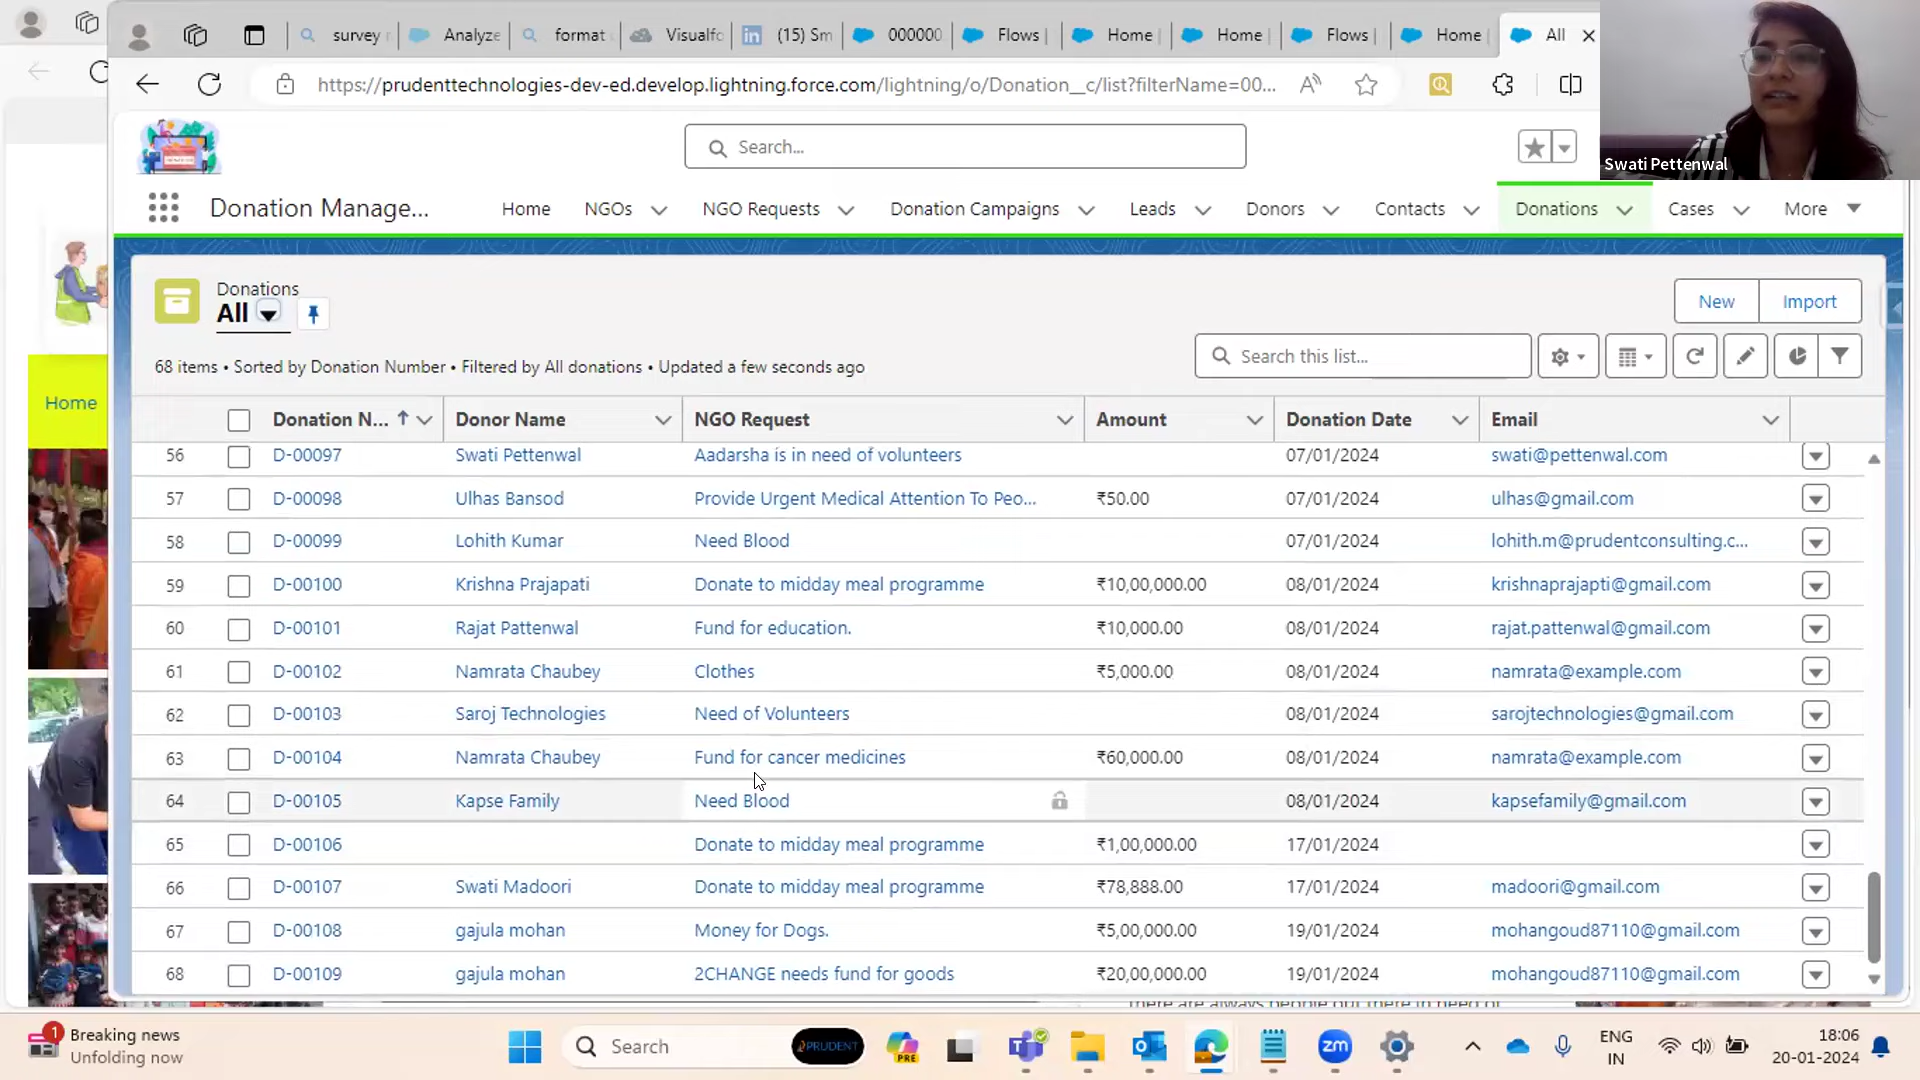 survey
Analyze
format
Visualfo
(15) Sm
000000
Flows |
Home |
Home |
Flows |
Home |
All
https://prudenttechnologies-dev-ed.develop.lightning.force.com/lightning/o/Donation__c/list?filterName=00...
Swati Pettenwal
Search...
Donation Manage...
Home
NGOs
NGO Requests
Donation Campaigns
Leads
Donors
Contacts
Donations
Cases
More
Donations
All
New
Import
68 items • Sorted by Donation Number • Filtered by All donations • Updated a few seconds ago
Search this list...
Home
Donation N... Donor Name NGO Request Amount Donation Date Email
56 D-00097 Swati Pettenwal Aadarsha is in need of volunteers 07/01/2024 swati@pettenwal.com
57 D-00098 Ulhas Bansod Provide Urgent Medical Attention To Peo... ₹50.00 07/01/2024 ulhas@gmail.com
58 D-00099 Lohith Kumar Need Blood 07/01/2024 lohith.m@prudentconsulting.c...
59 D-00100 Krishna Prajapati Donate to midday meal programme ₹10,00,000.00 08/01/2024 krishnaprajapti@gmail.com
60 D-00101 Rajat Pattenwal Fund for education. ₹10,000.00 08/01/2024 rajat.pattenwal@gmail.com
61 D-00102 Namrata Chaubey Clothes ₹5,000.00 08/01/2024 namrata@example.com
62 D-00103 Saroj Technologies Need of Volunteers 08/01/2024 sarojtechnologies@gmail.com
63 D-00104 Namrata Chaubey Fund for cancer medicines ₹60,000.00 08/01/2024 namrata@example.com
64 D-00105 Kapse Family Need Blood 08/01/2024 kapsefamily@gmail.com
65 D-00106 Donate to midday meal programme ₹1,00,000.00 17/01/2024
66 D-00107 Swati Madoori Donate to midday meal programme ₹78,888.00 17/01/2024 madoori@gmail.com
67 D-00108 gajula mohan Money for Dogs. ₹5,00,000.00 19/01/2024 mohangoud87110@gmail.com
68 D-00109 gajula mohan 2CHANGE needs fund for goods ₹20,00,000.00 19/01/2024 mohangoud87110@gmail.com
there are always people out there in need of
1
Breaking news
Unfolding now
Search
PRUDENT
PRE
zm
ENG
IN
18:06
20-01-2024